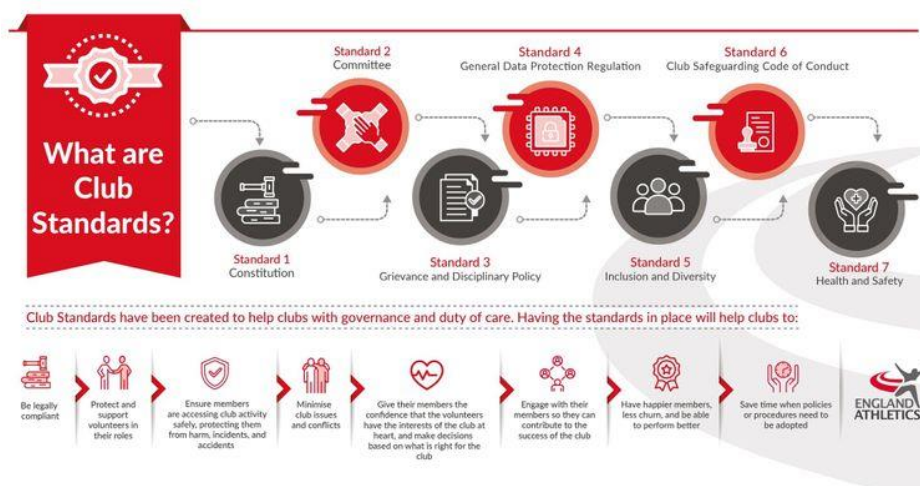 What are
Club
Standards?
Standard 1
Constitution
Standard 2
Committee
Standard 3
Grievance and Disciplinary Policy
Standard 4
General Data Protection Regulation
Standard 5
Inclusion and Diversity
Standard 6
Club Safeguarding Code of Conduct
Standard 7
Health and Safety
Club Standards have been created to help clubs with governance and duty of care. Having the standards in place will help clubs to:
Be legally
compliant
Protect and
support
volunteers in
their roles
Ensure members
are accessing club activity
safely, protecting them
from harm, incidents, and
accidents
Minimise
club issues
and conflicts
Give their members the
confidence that the volunteers
have the interests of the club at
heart, and make decisions
based on what is right for the
club
Engage with their
members so they can
contribute to the
success of the club
Have happier members,
less churn, and be able
to perform better
Save time when policies
or procedures need to
be adopted
ENGLAND
ATHLETICS